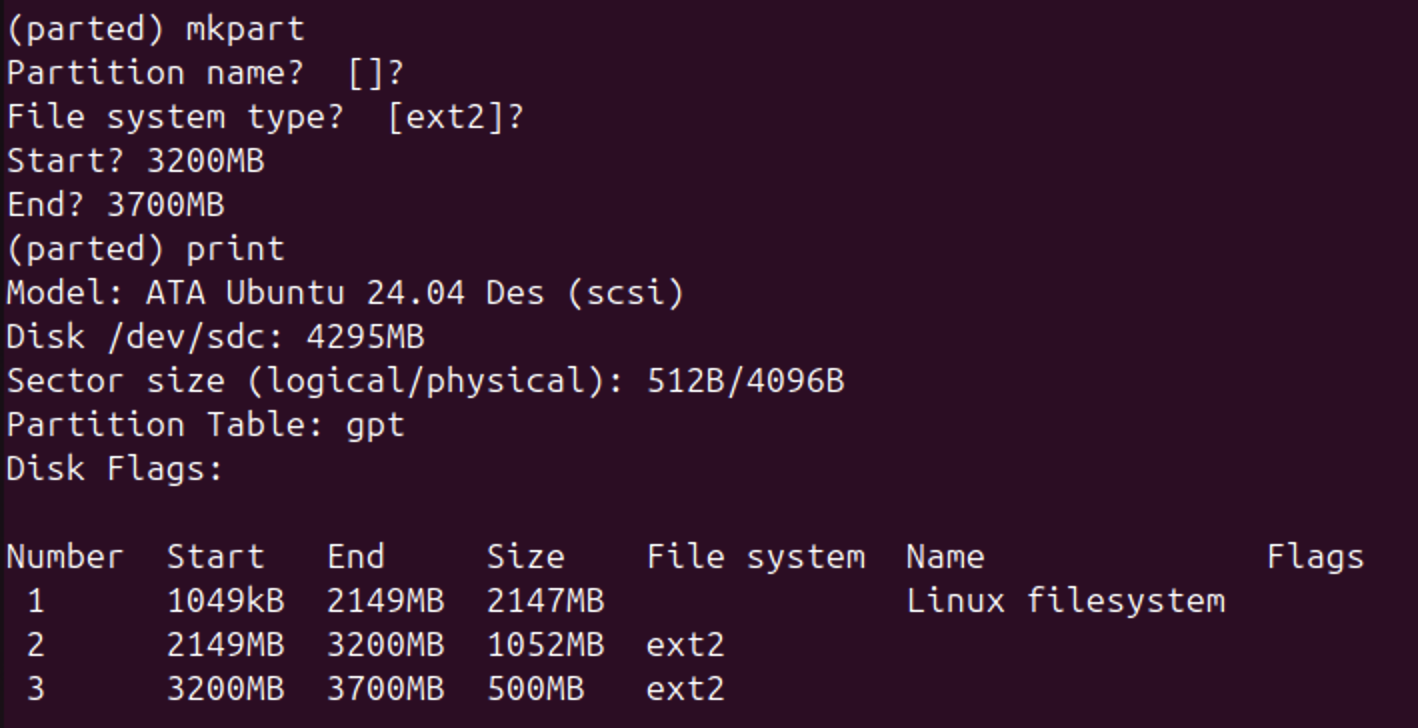 (parted) mkpart
Partition name?  []?
File system type?  [ext2]?
Start? 3200MB
End? 3700MB
(parted) print
Model: ATA Ubuntu 24.04 Des (scsi)
Disk /dev/sdc: 4295MB
Sector size (logical/physical): 512B/4096B
Partition Table: gpt
Disk Flags:
Number  Start   End     Size    File system  Name              Flags
 1      1049kB  2149MB  2147MB               Linux filesystem
 2      2149MB  3200MB  1052MB  ext2
 3      3200MB  3700MB  500MB   ext2